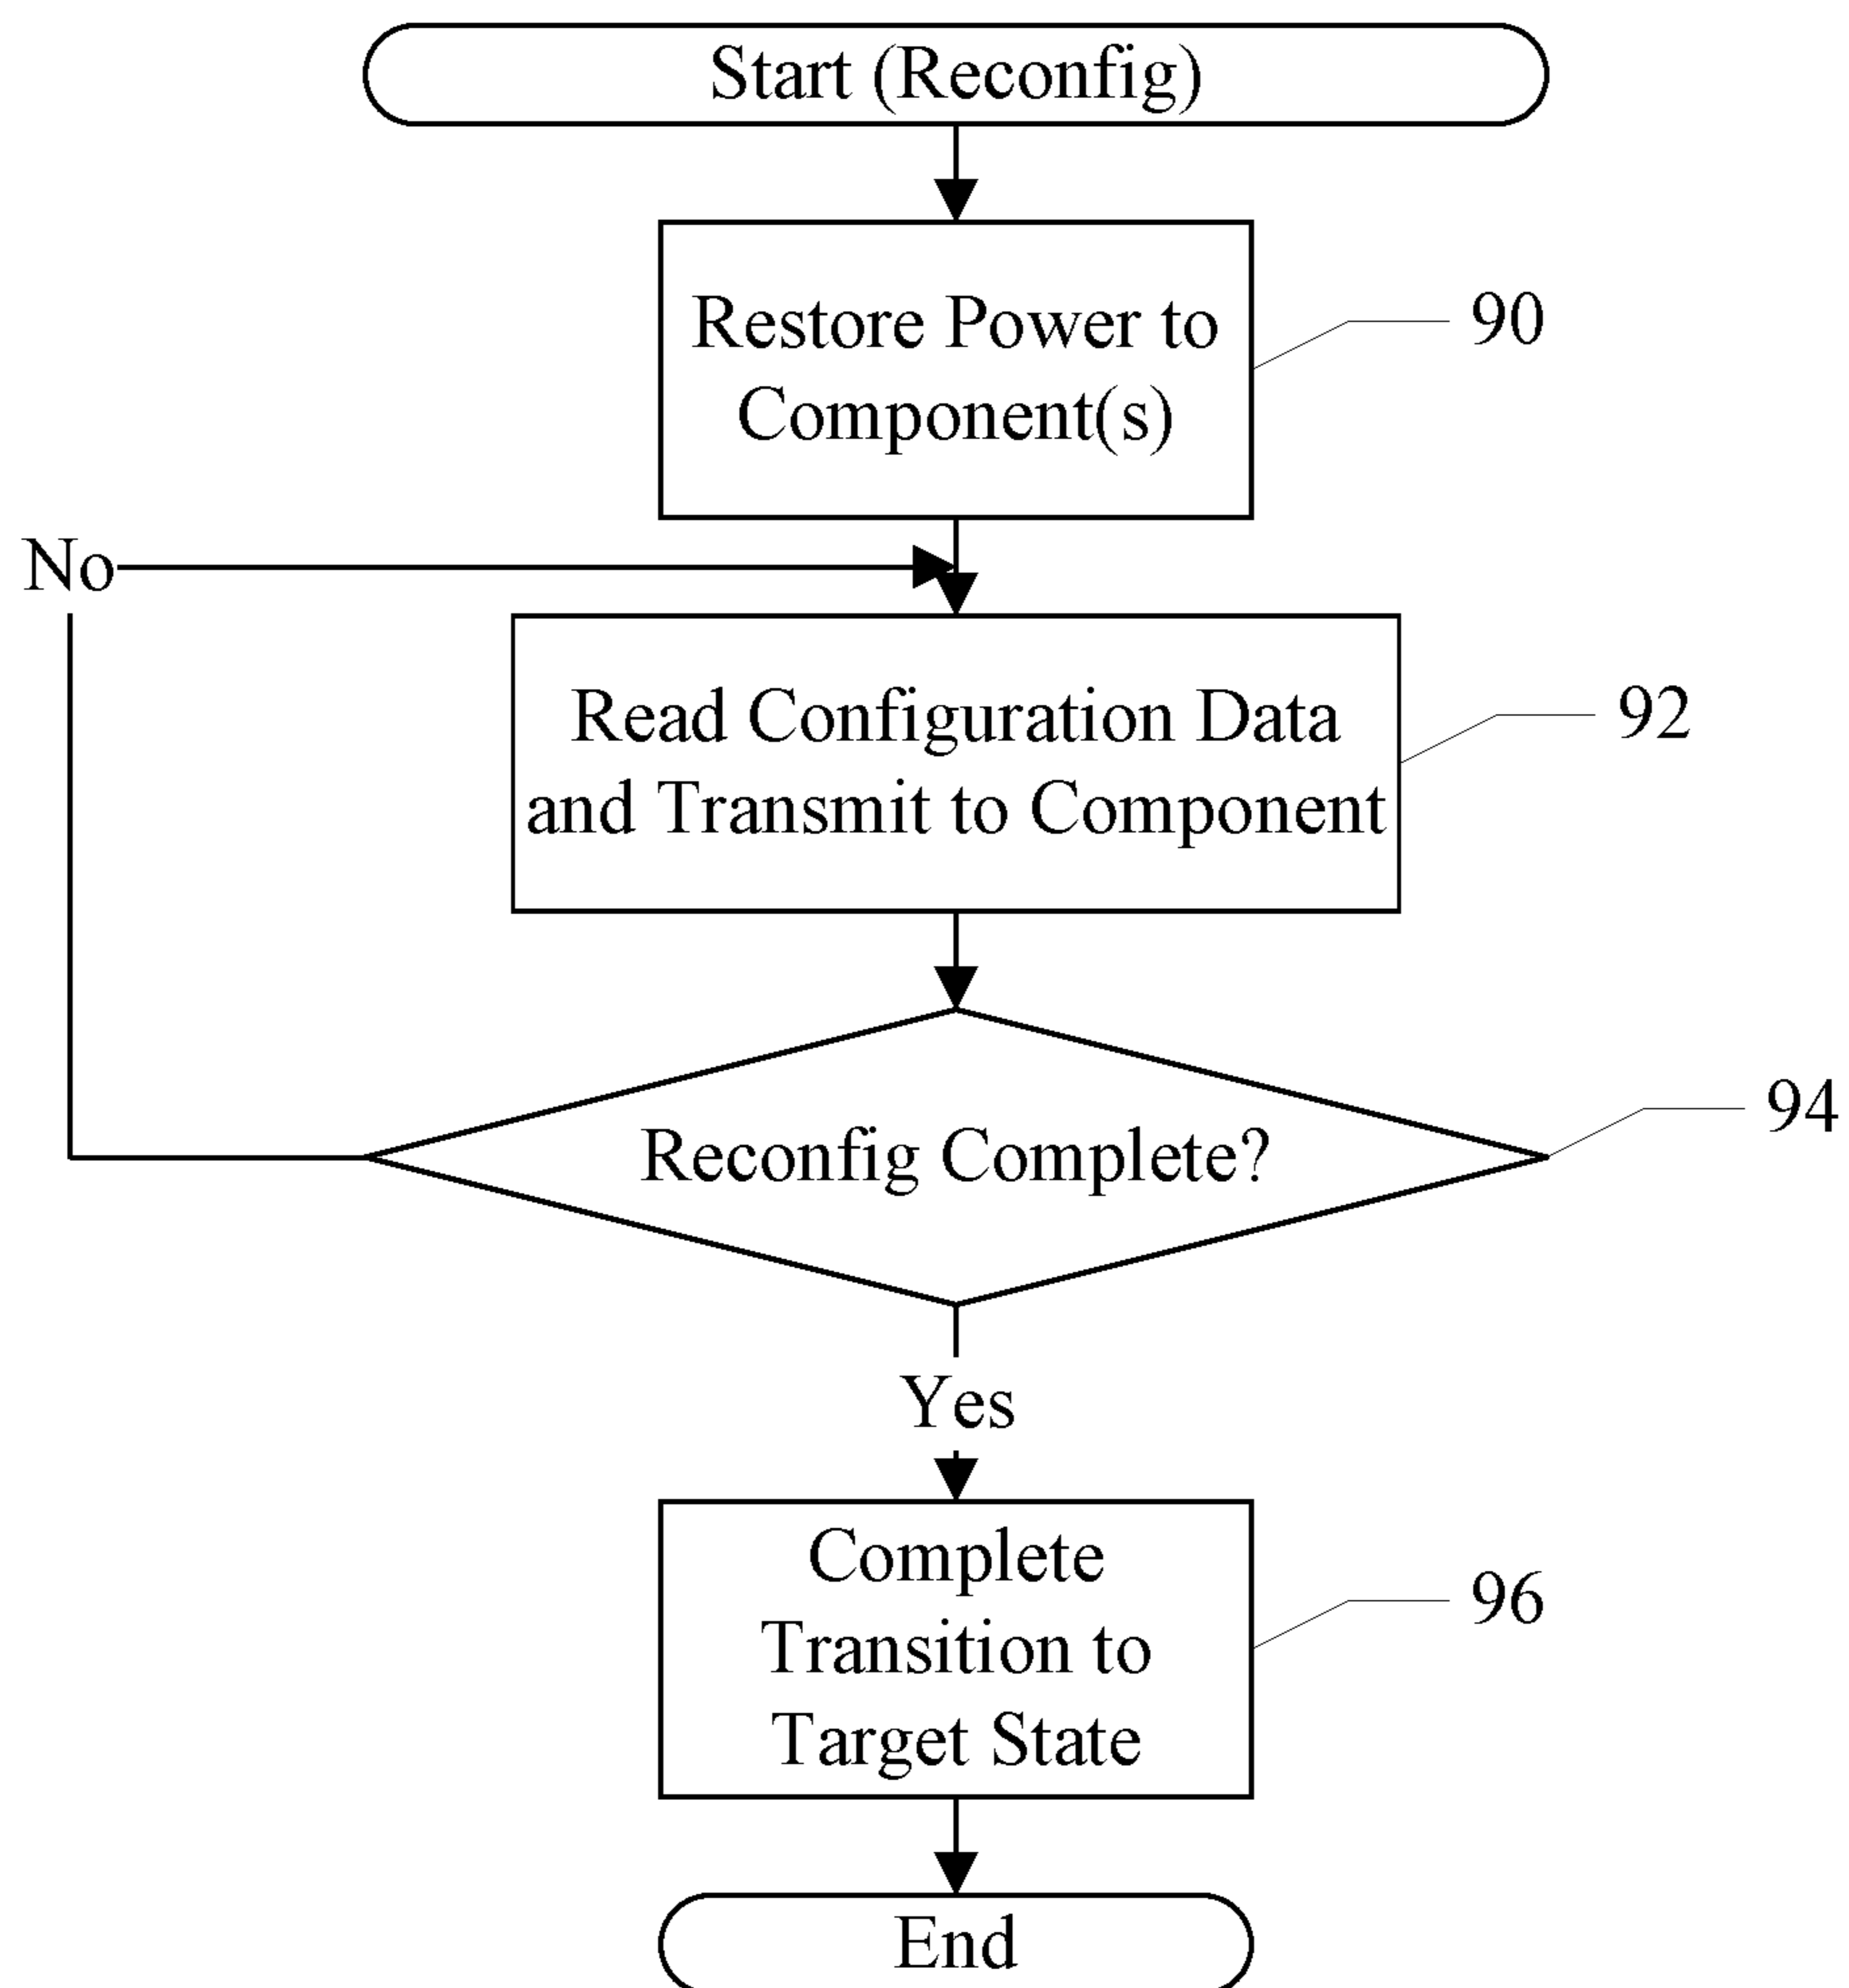 Start (Reconfig)
Restore Power to
Component(s)
90
No
Read Configuration Data
and Transmit to Component
92
Reconfig Complete?
94
Yes
Complete
Transition to
Target State
96
End